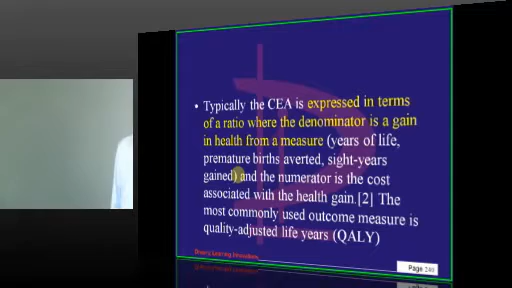 • Typically the CEA is expressed in terms
of a ratio where the denominator is a gain
in health from a measure (years of life,
premature births averted, sight-years
gained) and the numerator is the cost
associated with the health gain.[2] The
most commonly used outcome measure is
quality-adjusted life years (QALY)
Page 240